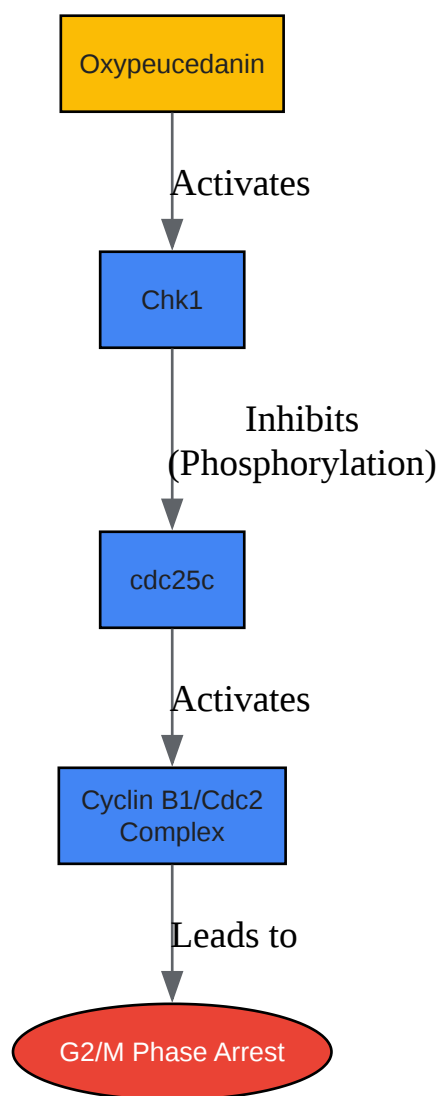 Oxypeucedanin
Activates
Chk1
Inhibits
(Phosphorylation)
cdc25c
Activates
Cyclin B1/Cdc2
Complex
Leads to
G2/M Phase Arrest